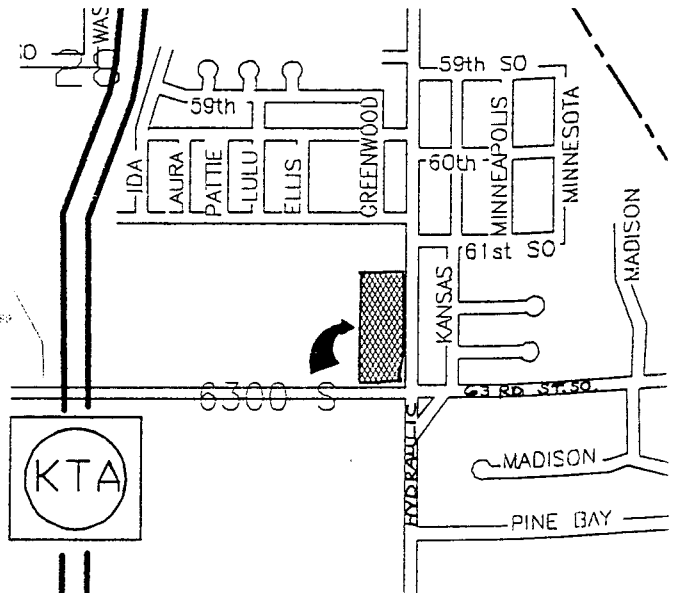 WAS
59th SO
59th
IDA
LAURA
PATTIE
LULU
ELLIS
GREENWOOD
MINNEAPOLIS
MINNESOTA
60th
61st SO
KANSAS
MADISON
6300 S
63 RD ST. SO.
HYDRAULIC
KTA
MADISON
PINE BAY